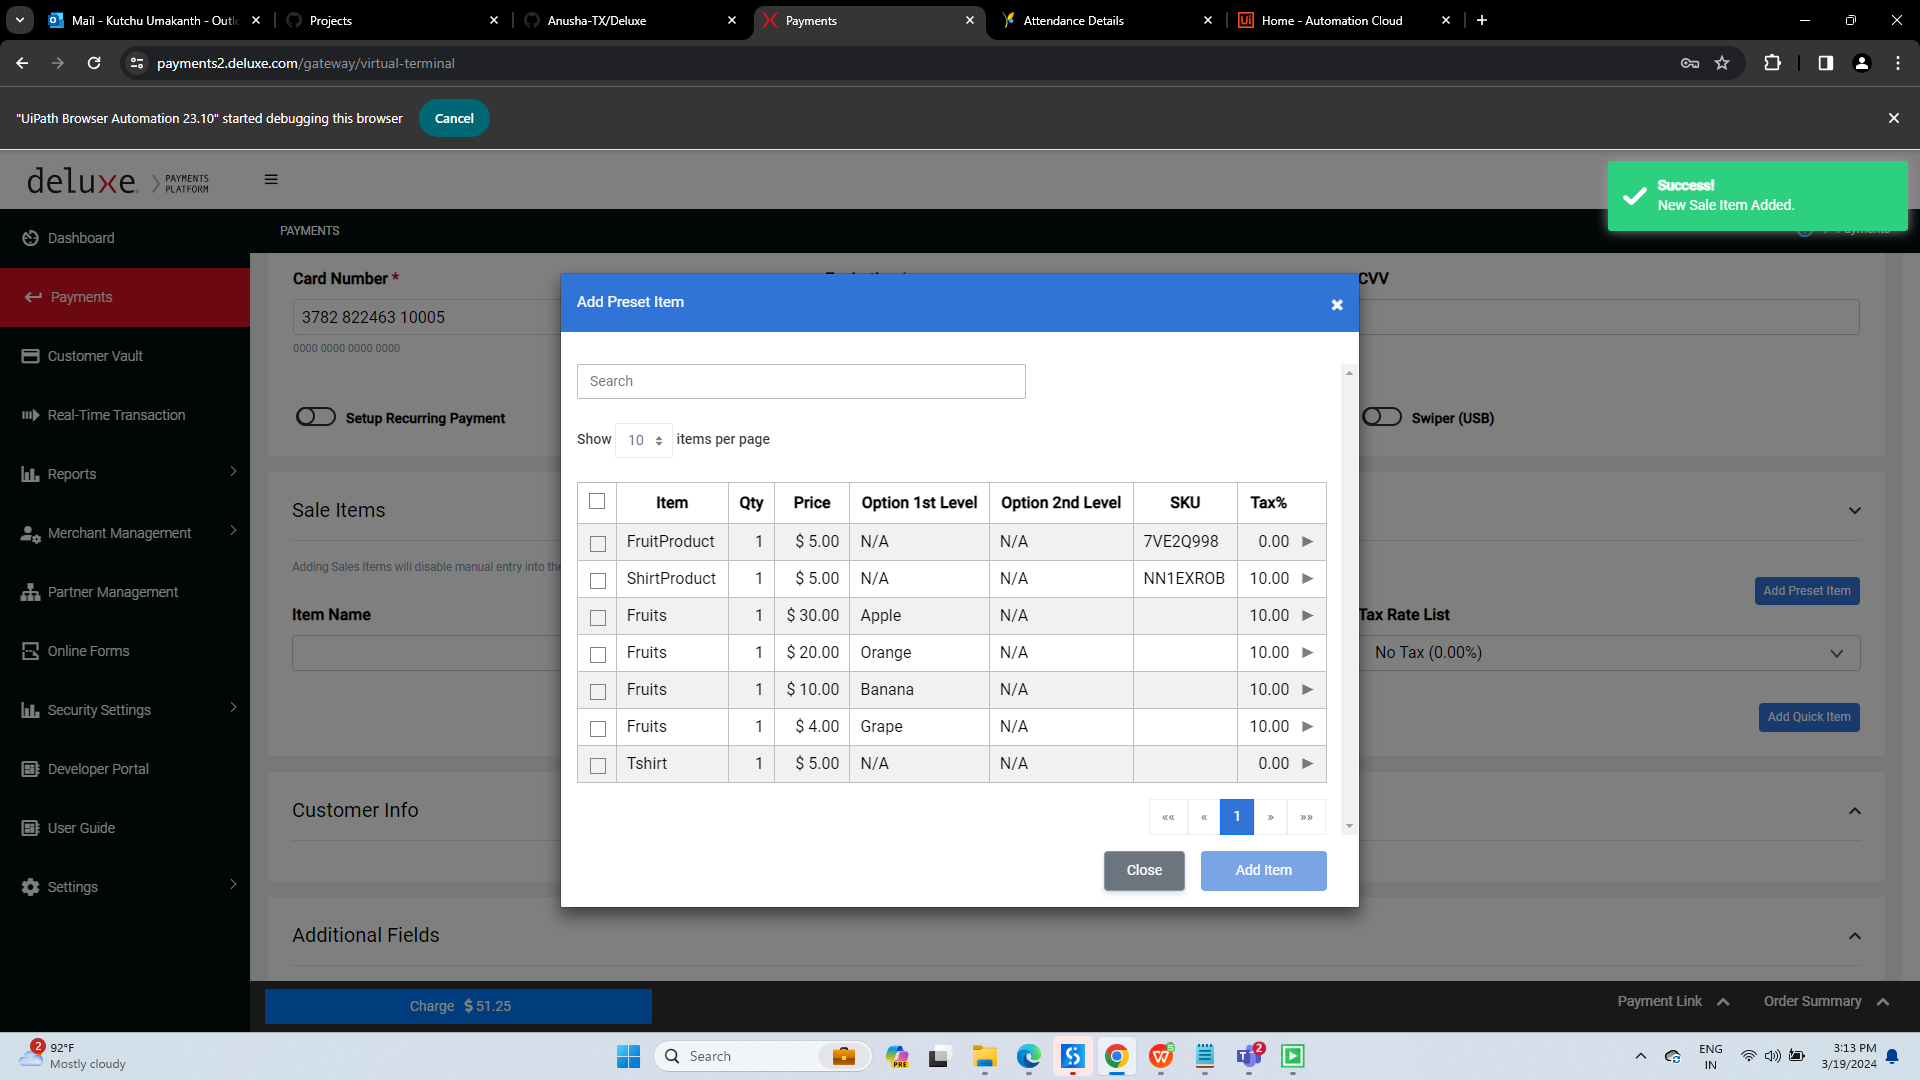 Mail - Kutchu Umakanth - Outlo
Projects
Anusha-TX/Deluxe
Payments
Attendance Details
Home - Automation Cloud
payments2.deluxe.com/gateway/virtual-terminal
"UiPath Browser Automation 23.10" started debugging this browser
Cancel
deluxe. PAYMENTS PLATFORM
Success!
New Sale Item Added.
Dashboard
PAYMENTS
Payments
Customer Vault
Real-Time Transaction
Reports
Merchant Management
Partner Management
Online Forms
Security Settings
Developer Portal
User Guide
Settings
Card Number *
CVV
3782 822463 10005
0000 0000 0000 0000
Setup Recurring Payment
Swiper (USB)
Sale Items
Adding Sales Items will disable manual entry into the
Add Preset Item
Item Name
Tax Rate List
No Tax (0.00%)
Add Quick Item
Customer Info
Additional Fields
Add Preset Item
Search
Show 10 items per page
Item Qty Price Option 1st Level Option 2nd Level SKU Tax%
FruitProduct 1 $ 5.00 N/A N/A 7VE2Q998 0.00
ShirtProduct 1 $ 5.00 N/A N/A NN1EXROB 10.00
Fruits 1 $ 30.00 Apple N/A 10.00
Fruits 1 $ 20.00 Orange N/A 10.00
Fruits 1 $ 10.00 Banana N/A 10.00
Fruits 1 $ 4.00 Grape N/A 10.00
Tshirt 1 $ 5.00 N/A N/A 0.00
«« « 1 » »»
Close
Add Item
Charge $ 51.25
Payment Link
Order Summary
2
92°F
Mostly cloudy
Search
PRE
2
ENG
IN
3:13 PM
3/19/2024